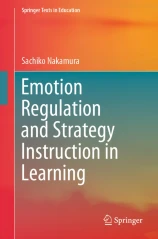 Springer Texts in Education
Sachiko Nakamura
Emotion
Regulation
and Strategy
Instruction in
Learning
Springer